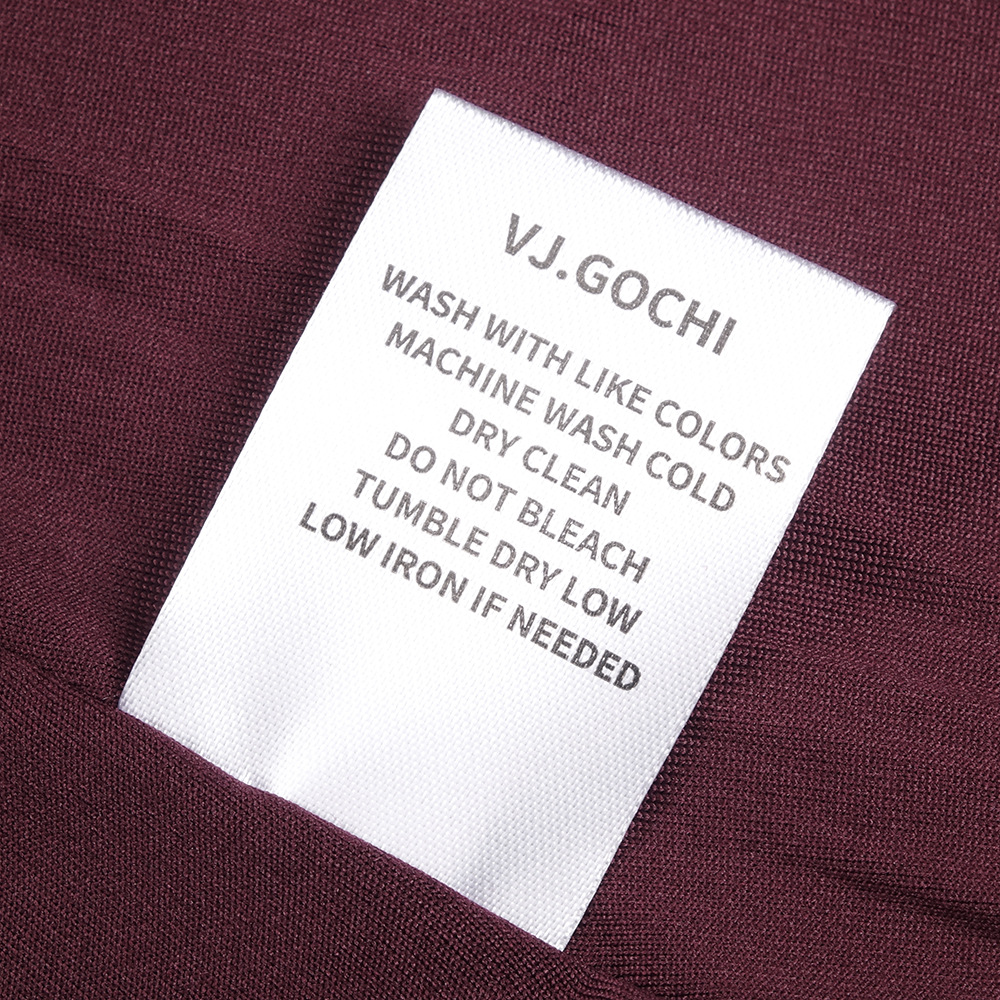 VJ.GOCHI
WASH WITH LIKE COLORS
MACHINE WASH COLD
DRY CLEAN
DO NOT BLEACH
TUMBLE DRY LOW
LOW IRON IF NEEDED